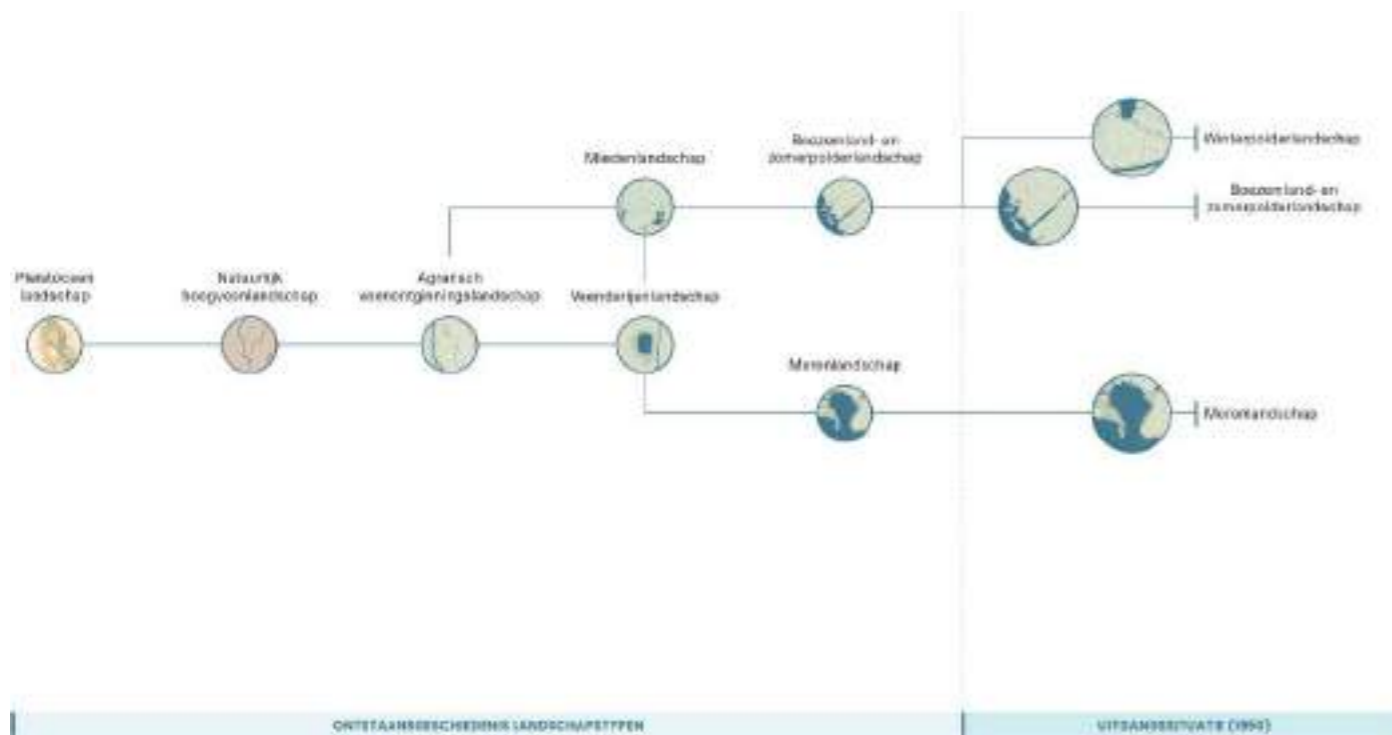 Miedenlandschap
Boezemland- en
zomerpolderlandschap
Winterpolderlandschap
Boezemland- en
zomerpolderlandschap
Pleistoceen
landschap
Natuurlijk
hoogveenlandschap
Agrarisch
veenontginningslandschap
Veenderijenlandschap
Merenlandschap
Merenlandschap
ONTSTAANSGESCHIEDENIS LANDSCHAPSTYPEN
UITGANGSSITUATIE (1950)